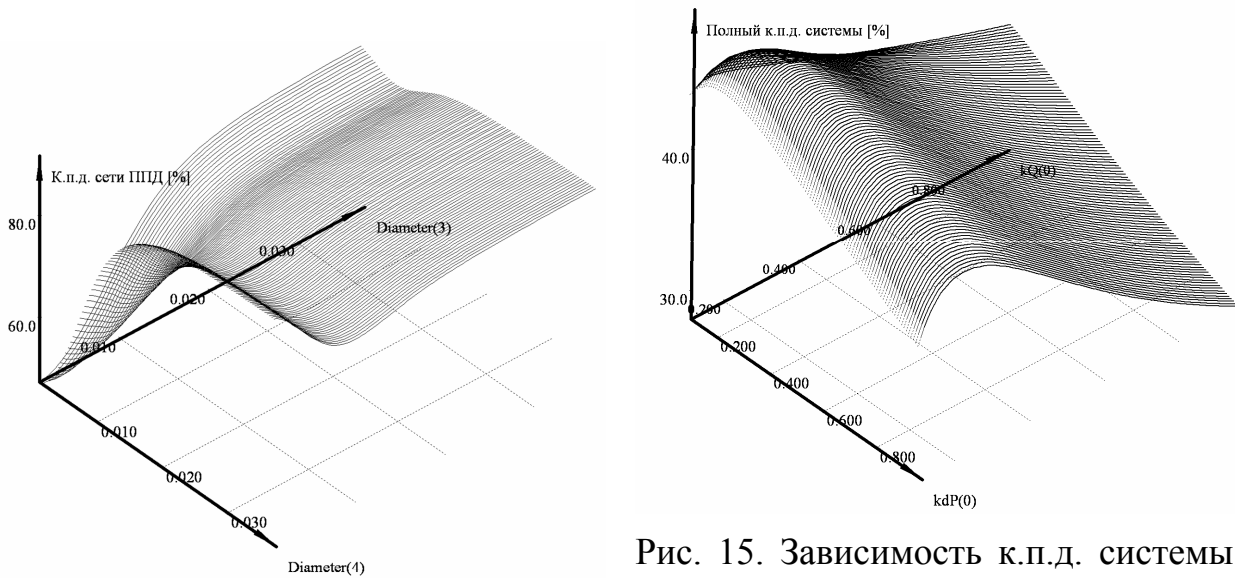 К.п.д. сети ППД [%]
80.0
60.0
Diameter(3)
0.030
0.020
0.010
0.010
0.020
0.030
Diameter(4)
Полный к.п.д. системы [%]
40.0
30.0
kQ(0)
0.800
0.600
0.400
.200
0.200
0.400
0.600
0.800
kdP(0)
Рис. 15. Зависимость к.п.д. системы